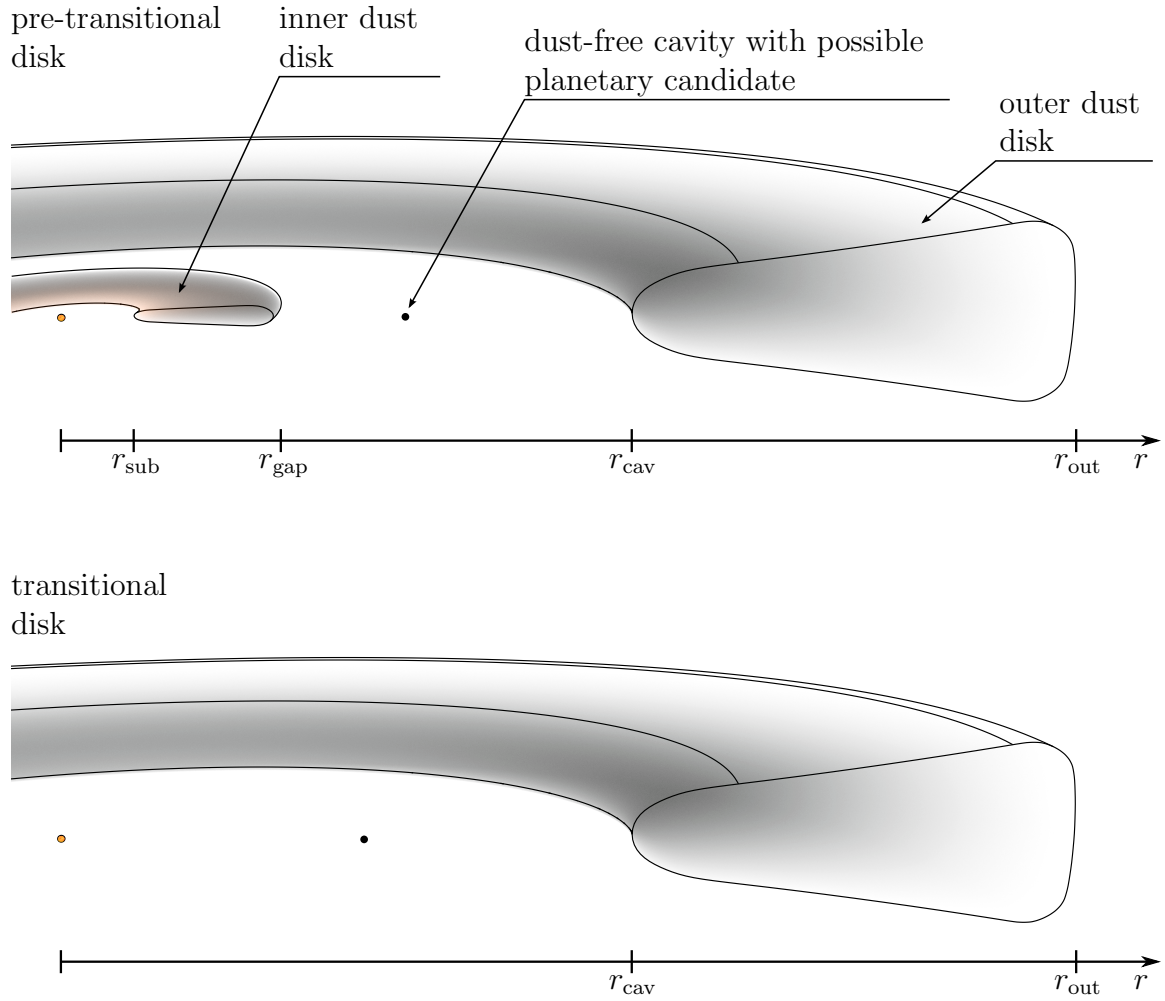 pre-transitional
disk
inner dust
disk
dust-free cavity with possible
planetary candidate
outer dust
disk
r_sub
r_gap
r_cav
r_out
r
transitional
disk
r_cav
r_out
r